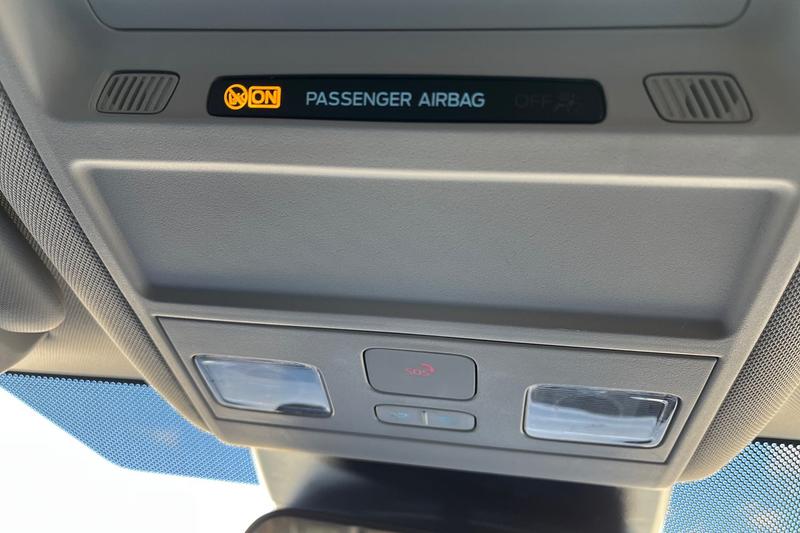 ON PASSENGER AIRBAG OFF
SOS